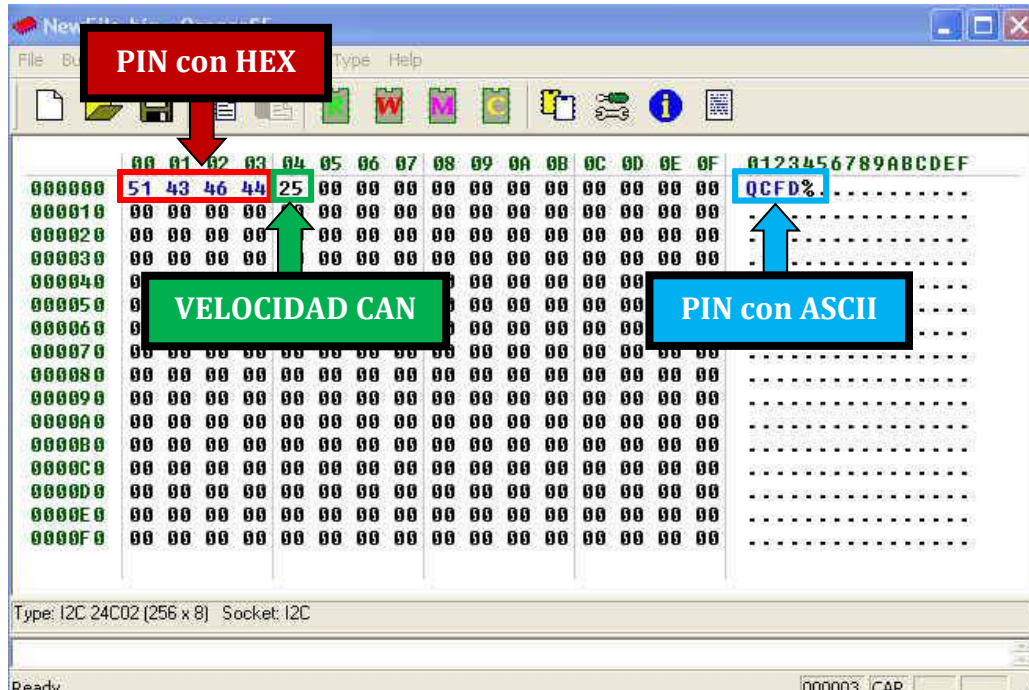 PIN con HEX
File
Type Help
00 01 02 03 04 05 06 07 08 09 0A 0B 0C 0D 0E 0F 0123456789ABCDEF
000000 51 43 46 44 25 00 00 00 00 00 00 00 00 00 00 00 QCFD%...........
000010 00 00 00 00 00 00 00 00 00 00 00 00 00 00 00
000020 00 00 00 00 00 00 00 00 00 00 00 00 00 00
000030 00 00 00 00 00 00 00 00 00 00 00 00 00 00
000040 00 00 00 00 00
VELOCIDAD CAN
PIN con ASCII
000050 00 00 00 00 00
000060 00 00 00 00 00
000070 00 00 00 00 00 00 00 00 00 00 00 00 00 00 00 00 ................
000080 00 00 00 00 00 00 00 00 00 00 00 00 00 00 00 00 ................
000090 00 00 00 00 00 00 00 00 00 00 00 00 00 00 00 00 ................
0000A0 00 00 00 00 00 00 00 00 00 00 00 00 00 00 00 00 ................
0000B0 00 00 00 00 00 00 00 00 00 00 00 00 00 00 00 00 ................
0000C0 00 00 00 00 00 00 00 00 00 00 00 00 00 00 00 00 ................
0000D0 00 00 00 00 00 00 00 00 00 00 00 00 00 00 00 00 ................
0000E0 00 00 00 00 00 00 00 00 00 00 00 00 00 00 00 00 ................
0000F0 00 00 00 00 00 00 00 00 00 00 00 00 00 00 00 00 ................
Type: I2C 24C02 (256 x 8) Socket: I2C
Ready 000003 CAP